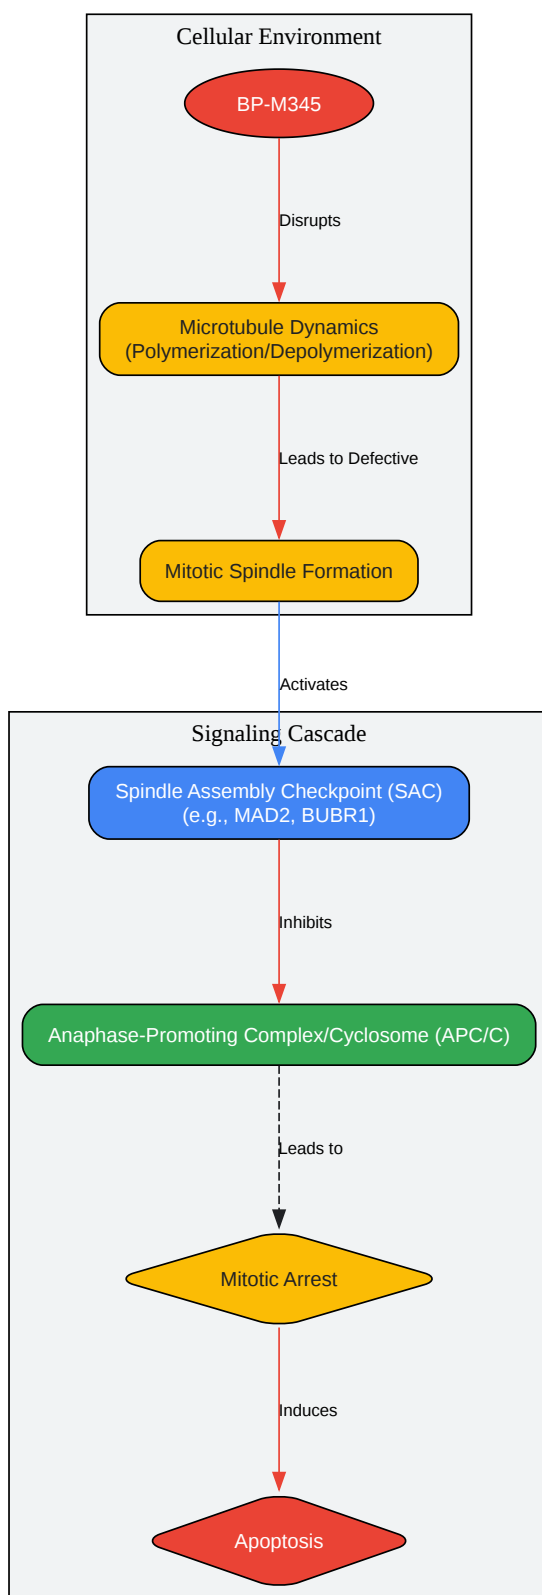 Cellular Environment
BP-M345
Disrupts
Microtubule Dynamics
(Polymerization/Depolymerization)
Leads to Defective
Mitotic Spindle Formation
Activates
Signaling Cascade
Spindle Assembly Checkpoint (SAC)
(e.g., MAD2, BUBR1)
Inhibits
Anaphase-Promoting Complex/Cyclosome (APC/C)
Leads to
Mitotic Arrest
Induces
Apoptosis